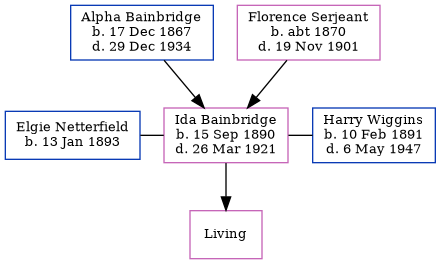 Alpha Bainbridge
b. 17 Dec 1867
d. 29 Dec 1934
Florence Serjeant
b. abt 1870
d. 19 Nov 1901
Elgie Netterfield
b. 13 Jan 1893
Ida Bainbridge
b. 15 Sep 1890
d. 26 Mar 1921
Harry Wiggins
b. 10 Feb 1891
d. 6 May 1947
Living